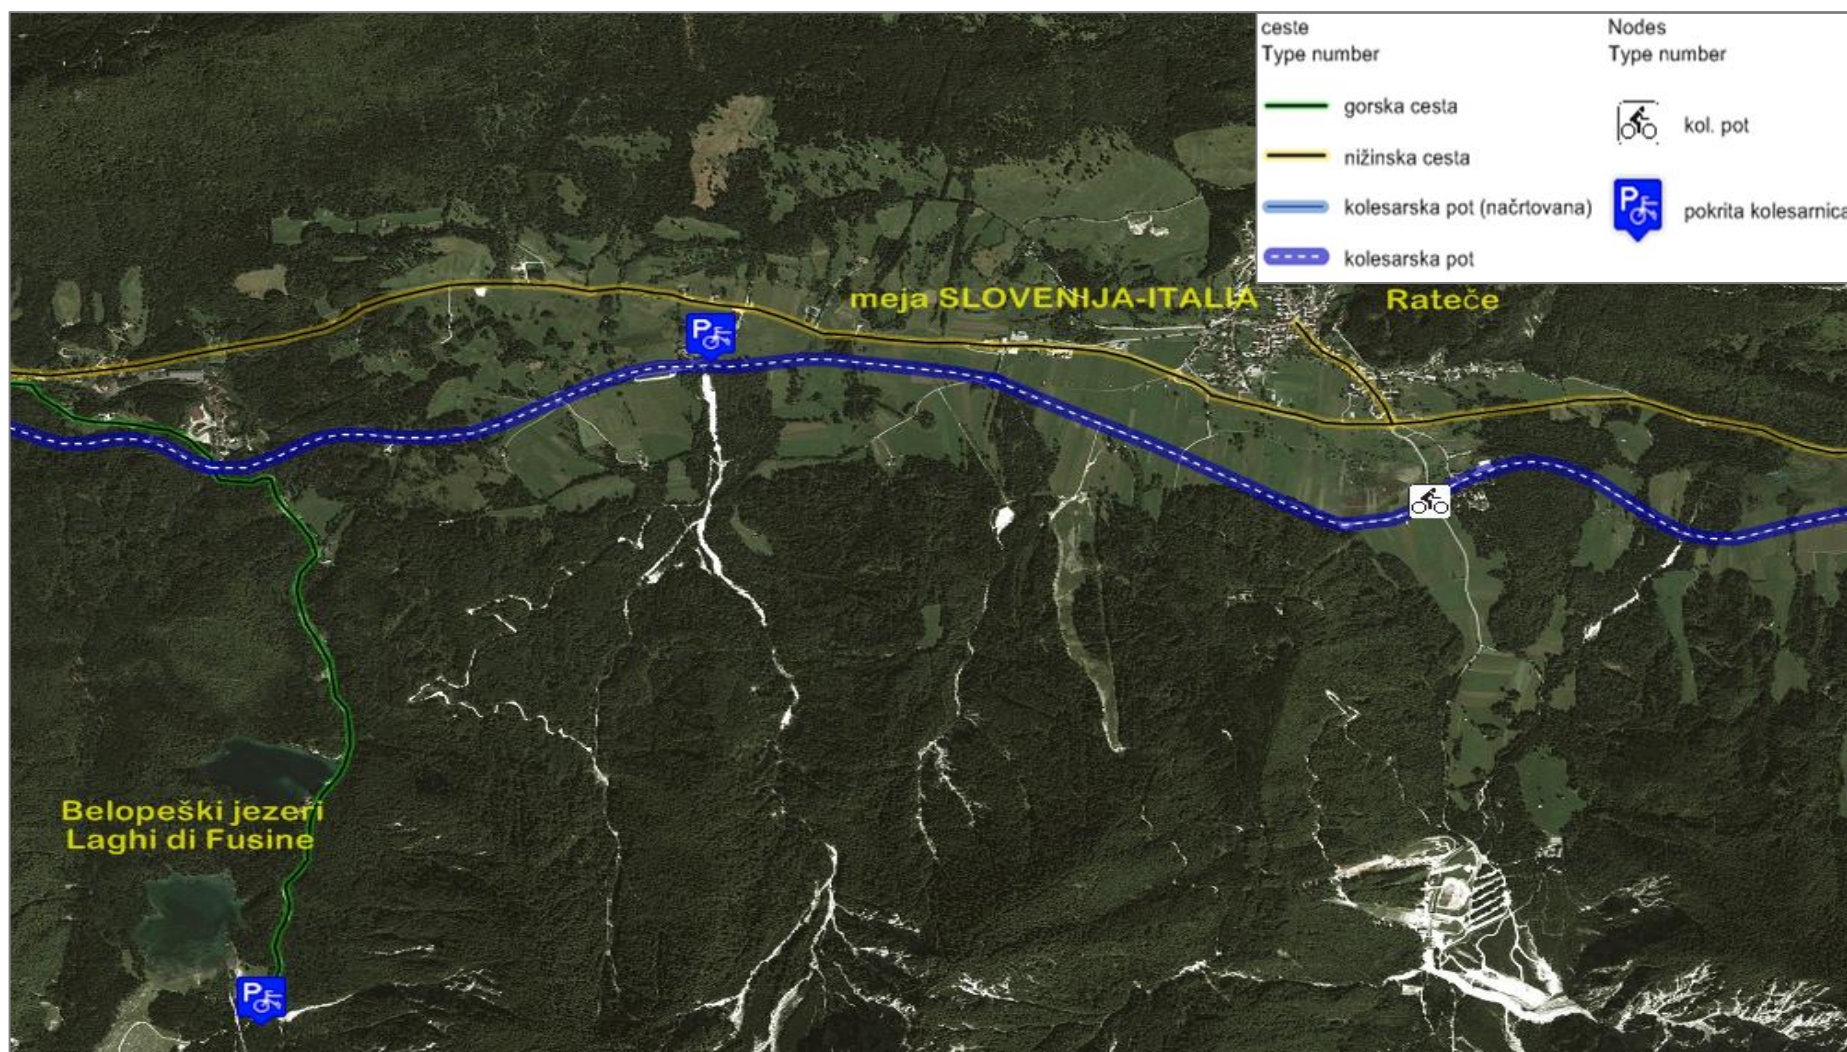 ceste
Type number
gorska cesta
nižinska cesta
kolesarska pot (načrtovana)
kolesarska pot
Nodes
Type number
kol. pot
P
pokrita kolesarnica
meja SLOVENIJA-ITALIA
Rateče
P
Belopeški jezeri
Laghi di Fusine
P